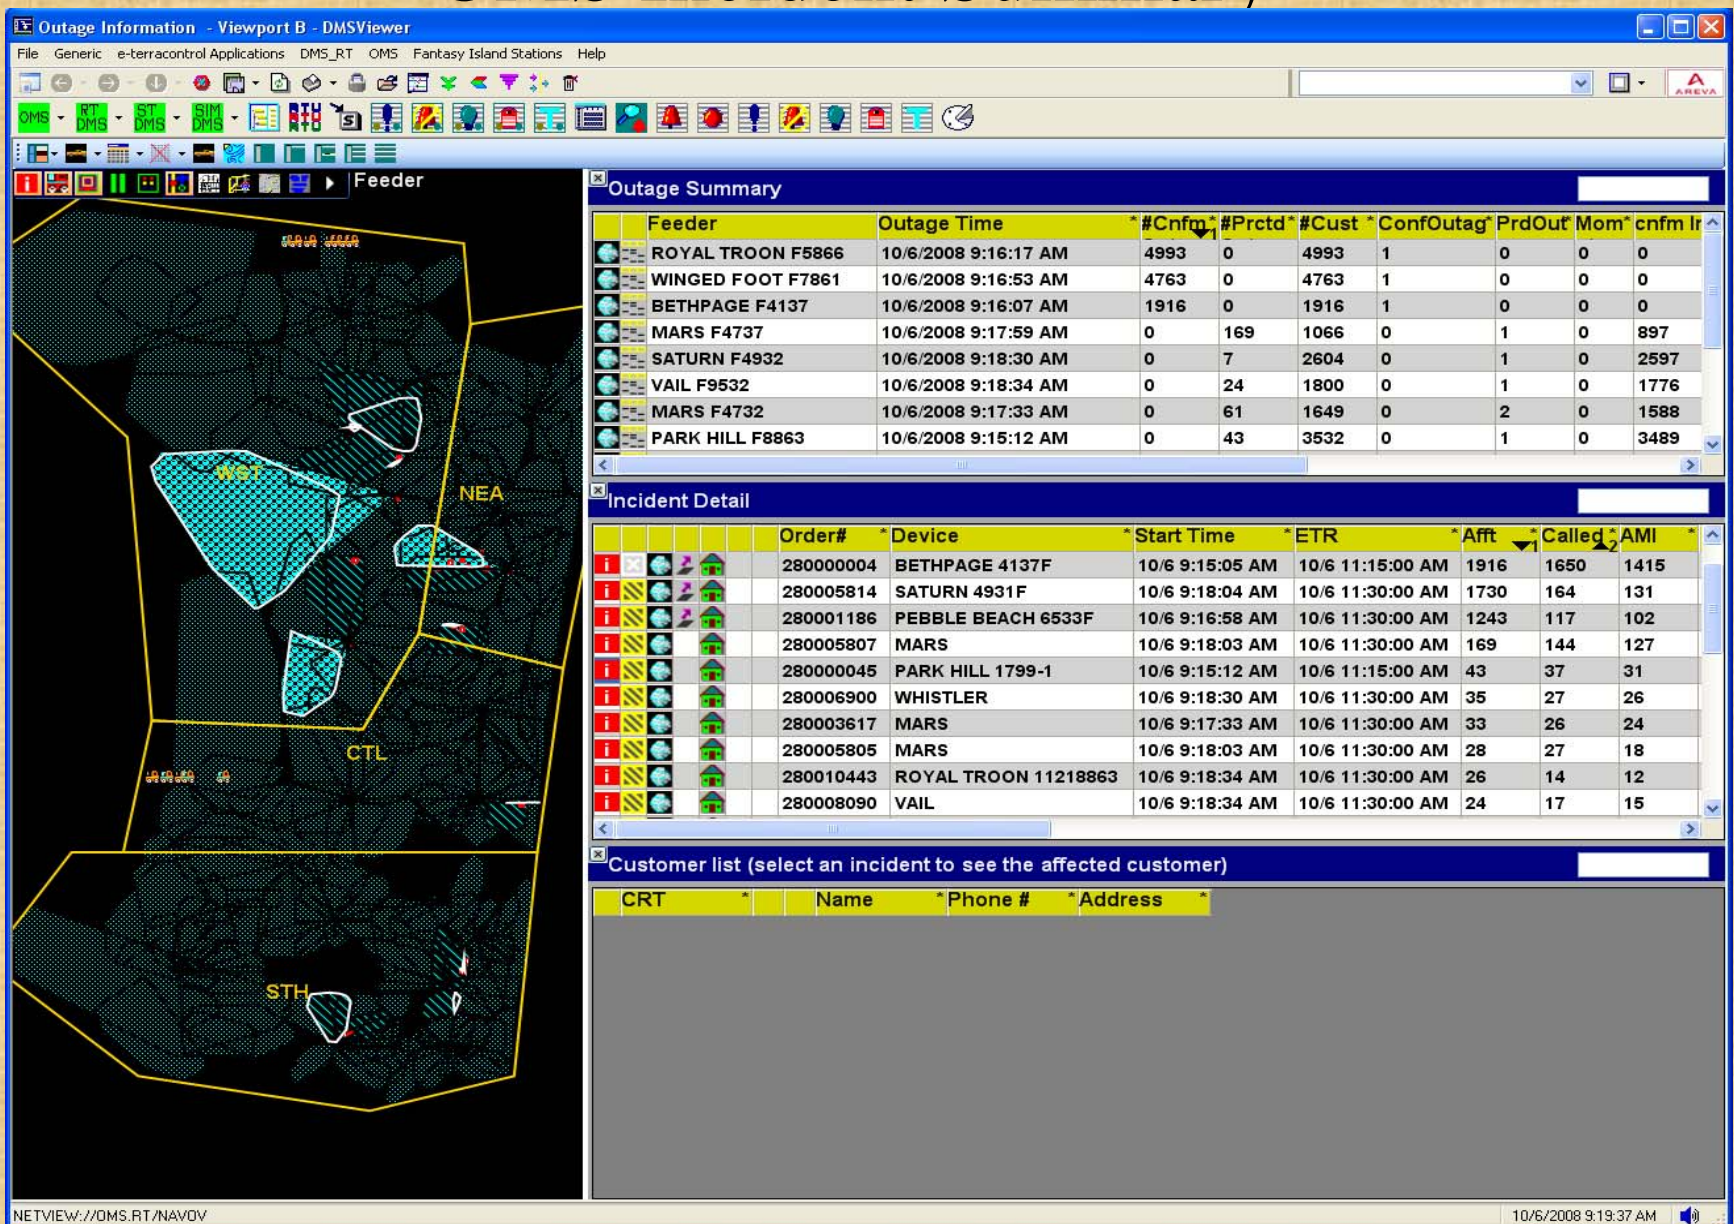 OMS Incident Summary
Outage Information - Viewport B - DMSViewer
File Generic e-terracontrol Applications DMS_RT OMS Fantasy Island Stations Help
AREVA
OMS RT DMS ST DMS SIM DMS
Feeder
WST
NEA
CTL
STH
Outage Summary
Feeder Outage Time * #Cnfm * #Prctd * #Cust * ConfOutag * PrdOut * Mom * cnfm Ir
ROYAL TROON F5866 10/6/2008 9:16:17 AM 4993 0 4993 1 0 0 0
WINGED FOOT F7861 10/6/2008 9:16:53 AM 4763 0 4763 1 0 0 0
BETHPAGE F4137 10/6/2008 9:16:07 AM 1916 0 1916 1 0 0 0
MARS F4737 10/6/2008 9:17:59 AM 0 169 1066 0 1 0 897
SATURN F4932 10/6/2008 9:18:30 AM 0 7 2604 0 1 0 2597
VAIL F9532 10/6/2008 9:18:34 AM 0 24 1800 0 1 0 1776
MARS F4732 10/6/2008 9:17:33 AM 0 61 1649 0 2 0 1588
PARK HILL F8863 10/6/2008 9:15:12 AM 0 43 3532 0 1 0 3489
Incident Detail
Order# * Device * Start Time * ETR * Afft * 1 Called * 2 AMI *
280000004 BETHPAGE 4137F 10/6 9:15:05 AM 10/6 11:15:00 AM 1916 1650 1415
280005814 SATURN 4931F 10/6 9:18:04 AM 10/6 11:30:00 AM 1730 164 131
280001186 PEBBLE BEACH 6533F 10/6 9:16:58 AM 10/6 11:30:00 AM 1243 117 102
280005807 MARS 10/6 9:18:03 AM 10/6 11:30:00 AM 169 144 127
280000045 PARK HILL 1799-1 10/6 9:15:12 AM 10/6 11:15:00 AM 43 37 31
280006900 WHISTLER 10/6 9:18:30 AM 10/6 11:30:00 AM 35 27 26
280003617 MARS 10/6 9:17:33 AM 10/6 11:30:00 AM 33 26 24
280005805 MARS 10/6 9:18:03 AM 10/6 11:30:00 AM 28 27 18
280010443 ROYAL TROON 11218863 10/6 9:18:34 AM 10/6 11:30:00 AM 26 14 12
280008090 VAIL 10/6 9:18:34 AM 10/6 11:30:00 AM 24 17 15
Customer list (select an incident to see the affected customer)
CRT * Name * Phone # * Address *
NETVIEW://OMS.RT/NAVOV
10/6/2008 9:19:37 AM